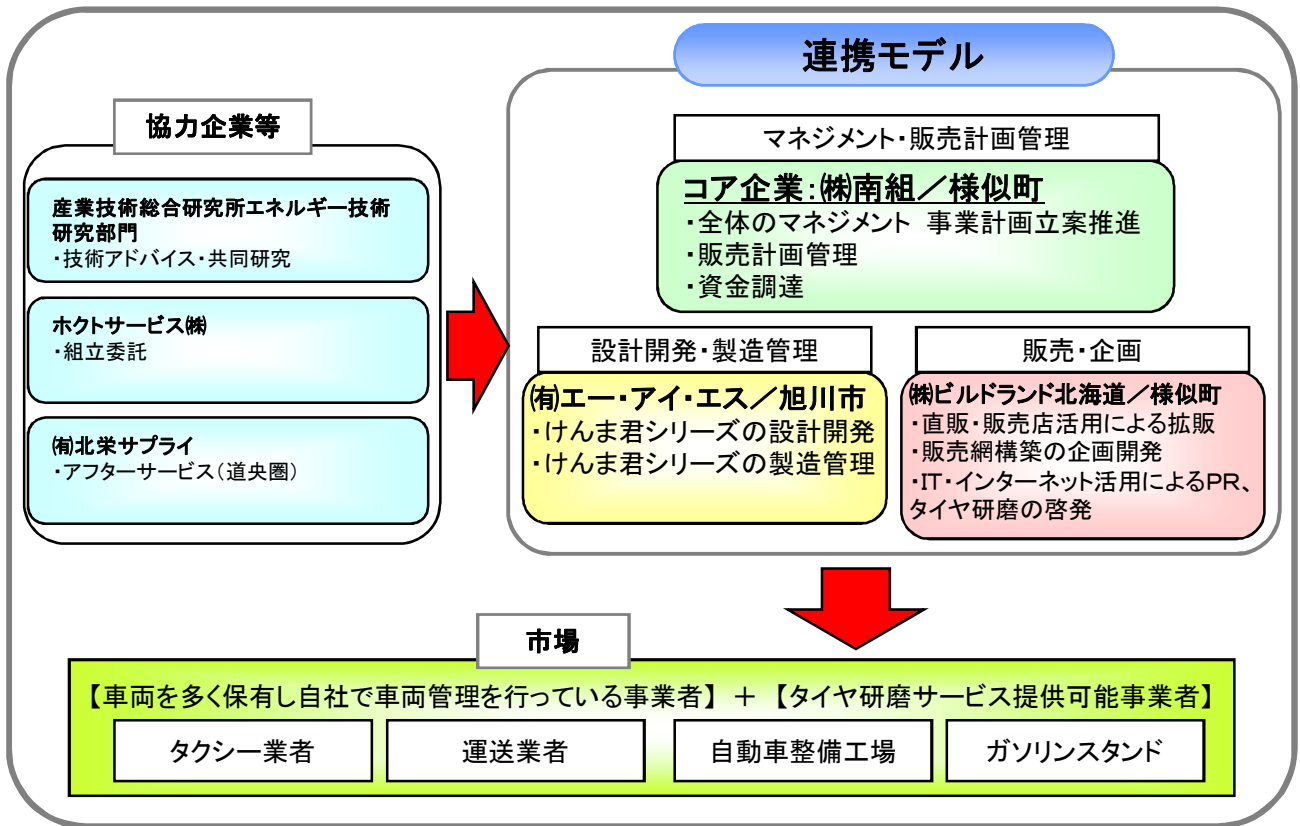 連携モデル
協力企業等
産業技術総合研究所エネルギー技術
研究部門
・技術アドバイス・共同研究
ホクトサービス㈱
・組立委託
㈲北栄サプライ
・アフターサービス（道央圏）
マネジメント・販売計画管理
コア企業：㈱南組／様似町
・全体のマネジメント　事業計画立案推進
・販売計画管理
・資金調達
設計開発・製造管理
㈲エー・アイ・エス／旭川市
・けんま君シリーズの設計開発
・けんま君シリーズの製造管理
販売・企画
㈱ビルドランド北海道／様似町
・直販・販売店活用による拡販
・販売網構築の企画開発
・IT・インターネット活用によるPR、
タイヤ研磨の啓発
市場
【車両を多く保有し自社で車両管理を行っている事業者】 ＋ 【タイヤ研磨サービス提供可能事業者】
タクシー業者
運送業者
自動車整備工場
ガソリンスタンド